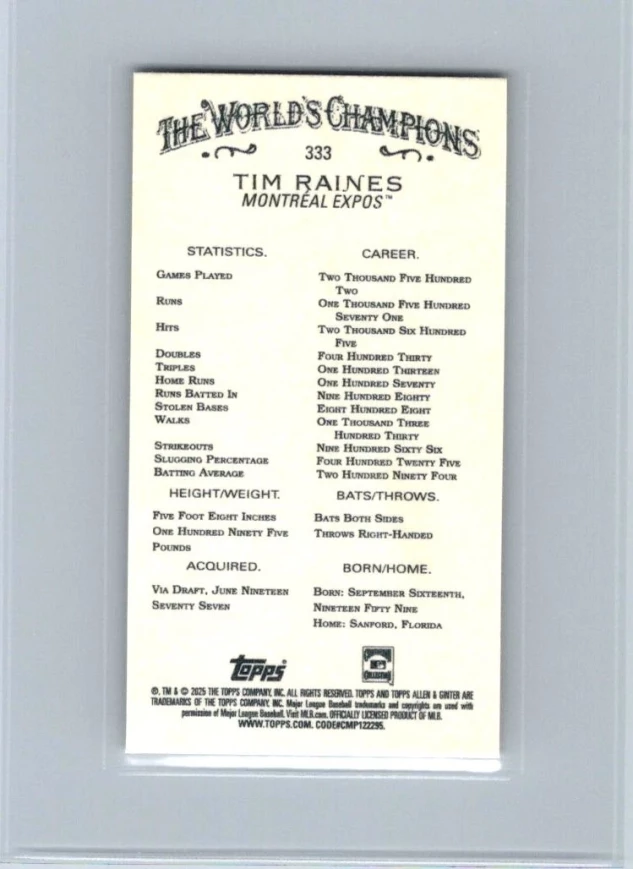 THE WORLD'S CHAMPIONS
333
TIM RAINES
MONTRÉAL EXPOS™
STATISTICS. CAREER.
GAMES PLAYED TWO THOUSAND FIVE HUNDRED
TWO
RUNS ONE THOUSAND FIVE HUNDRED
SEVENTY ONE
HITS TWO THOUSAND SIX HUNDRED
FIVE
DOUBLES FOUR HUNDRED THIRTY
TRIPLES ONE HUNDRED THIRTEEN
HOME RUNS ONE HUNDRED SEVENTY
RUNS BATTED IN NINE HUNDRED EIGHTY
STOLEN BASES EIGHT HUNDRED EIGHT
WALKS ONE THOUSAND THREE
HUNDRED THIRTY
STRIKEOUTS NINE HUNDRED SIXTY SIX
SLUGGING PERCENTAGE FOUR HUNDRED TWENTY FIVE
BATTING AVERAGE TWO HUNDRED NINETY FOUR
HEIGHT/WEIGHT. BATS/THROWS.
FIVE FOOT EIGHT INCHES BATS BOTH SIDES
ONE HUNDRED NINETY FIVE THROWS RIGHT-HANDED
POUNDS
ACQUIRED. BORN/HOME.
VIA DRAFT, JUNE NINETEEN BORN: SEPTEMBER SIXTEENTH,
SEVENTY SEVEN NINETEEN FIFTY NINE
HOME: SANFORD, FLORIDA
TOPPS
®, TM & © 2025 THE TOPPS COMPANY, INC. ALL RIGHTS RESERVED. TOPPS AND TOPPS ALLEN & GINTER ARE
TRADEMARKS OF THE TOPPS COMPANY, INC. Major League Baseball trademarks and copyrights are used with
permission of Major League Baseball. Visit MLB.com. OFFICIALLY LICENSED PRODUCT OF MLB.
WWW.TOPPS.COM. CODE#CMP122295.